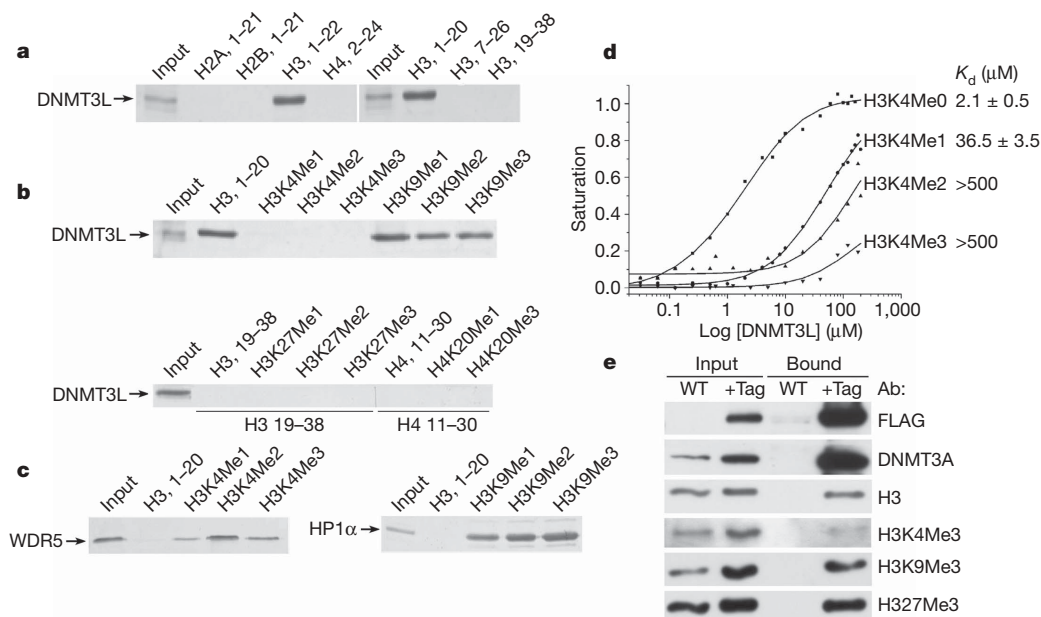 a
Input
H2A, 1–21
H2B, 1–21
H3, 1–22
H4, 2–24
Input
H3, 1–20
H3, 7–26
H3, 19–38
DNMT3L
b
Input
H3, 1–20
H3K4Me1
H3K4Me2
H3K4Me3
H3K9Me1
H3K9Me2
H3K9Me3
DNMT3L
Input
H3, 19–38
H3K27Me1
H3K27Me2
H3K27Me3
H4, 11–30
H4K20Me1
H4K20Me3
DNMT3L
H3 19–38
H4 11–30
c
Input
H3, 1–20
H3K4Me1
H3K4Me2
H3K4Me3
WDR5
Input
H3, 1–20
H3K9Me1
H3K9Me2
H3K9Me3
HP1α
d
Kd (μM)
H3K4Me0 2.1 ± 0.5
H3K4Me1 36.5 ± 3.5
H3K4Me2 >500
H3K4Me3 >500
Saturation
1.0
0.8
0.6
0.4
0.2
0.0
0.1 1 10 100 1,000
Log [DNMT3L] (μM)
e
Input Bound
WT +Tag WT +Tag Ab:
FLAG
DNMT3A
H3
H3K4Me3
H3K9Me3
H327Me3